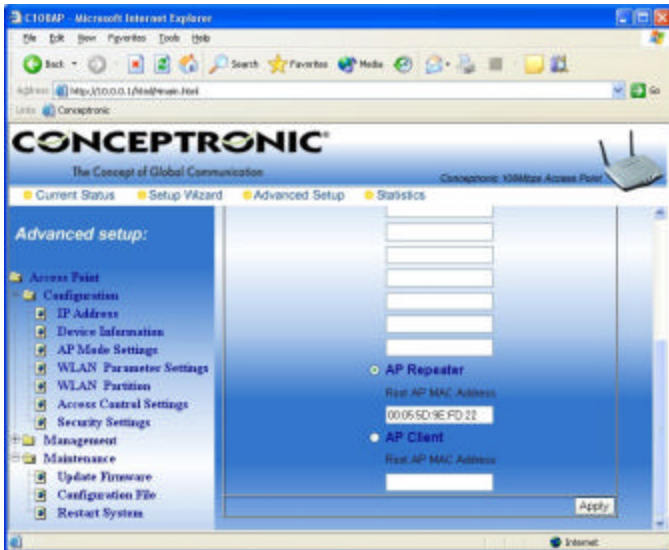 C108AP - Microsoft Internet Explorer
File Edit View Favorites Tools Help
Back Search Favorites Media
Address http://10.0.0.1/html/Hmain.html Go
Links Conceptronic
CONCEPTRONIC
The Concept of Global Communication
Conceptronic 108Mbps Access Point
Current Status Setup Wizard Advanced Setup Statistics
Advanced setup:
Access Point
Configuration
IP Address
Device Information
AP Mode Settings
WLAN Parameter Settings
WLAN Partition
Access Control Settings
Security Settings
Management
Maintenance
Update Firmware
Configuration File
Restart System
AP Repeater
Root AP MAC Address
00:05:5D:9E:FD:22
AP Client
Root AP MAC Address
Apply
Internet